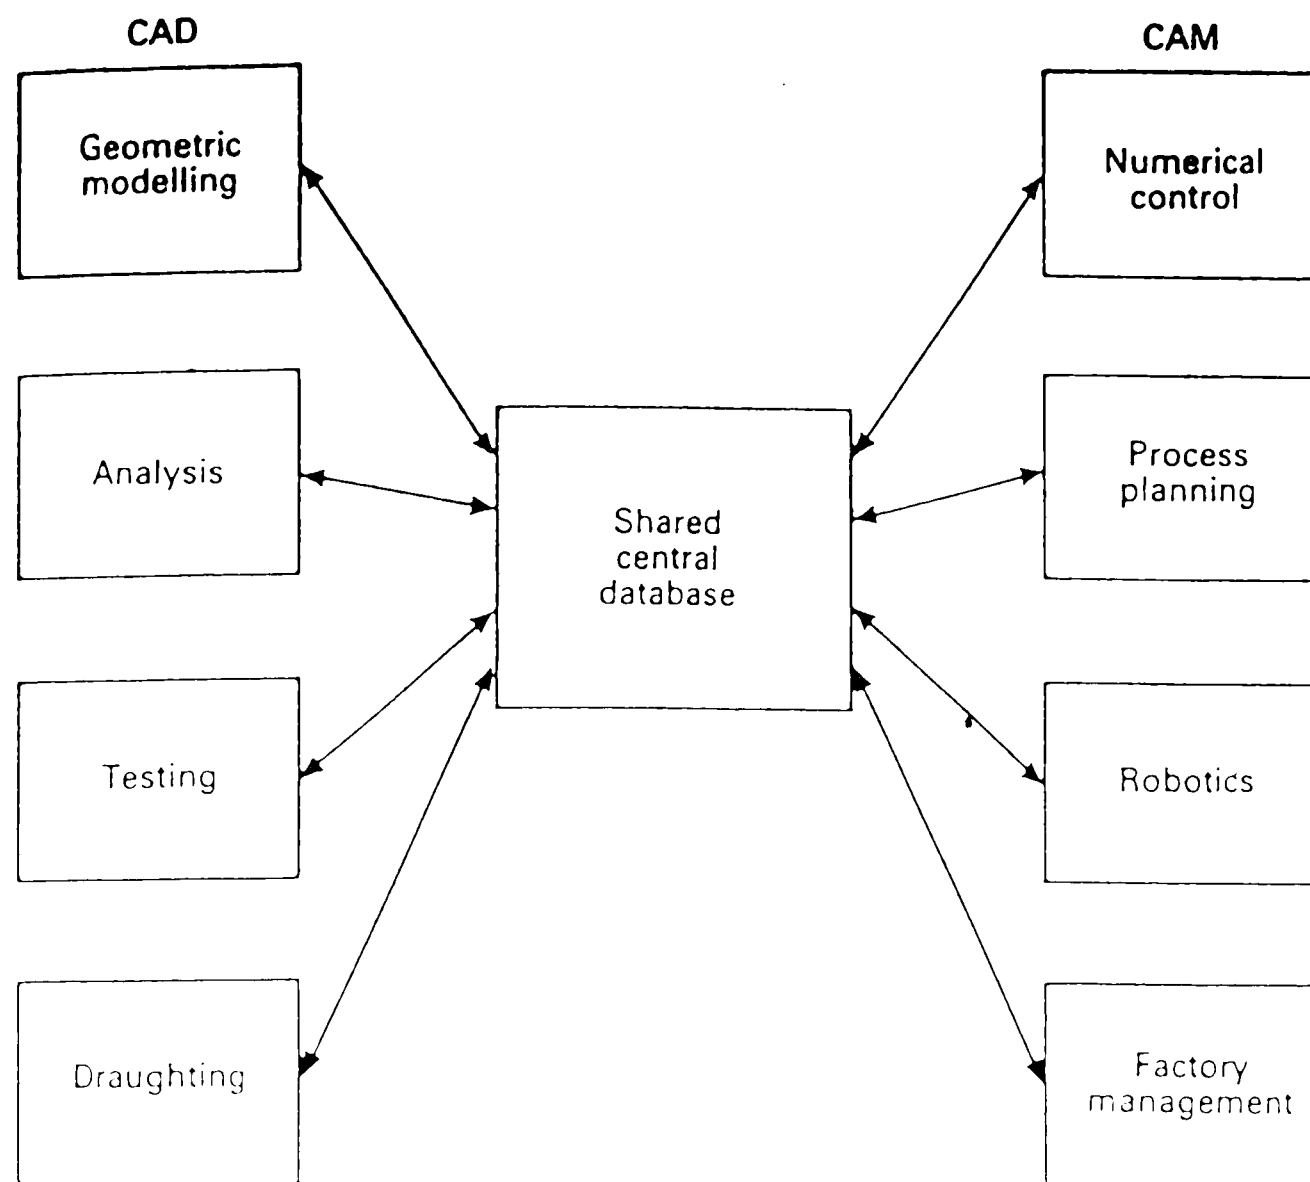 CAD
CAM
Geometric
modelling
Numerical
control
Analysis
Process
planning
Shared
central
database
Testing
Robotics
Draughting
Factory
management